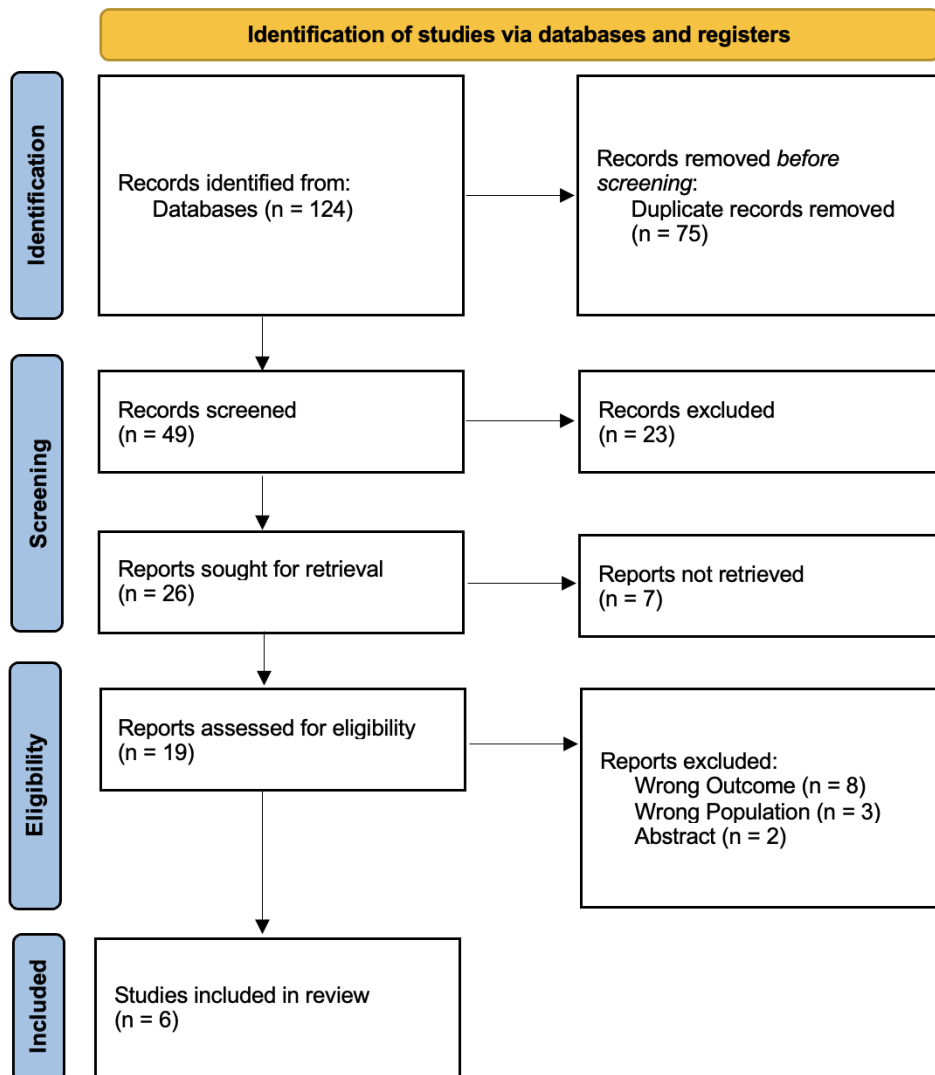 Identification of studies via databases and registers
Identification
Records identified from:
Databases (n = 124)
Records removed before
screening:
Duplicate records removed
(n = 75)
Screening
Records screened
(n = 49)
Records excluded
(n = 23)
Reports sought for retrieval
(n = 26)
Reports not retrieved
(n = 7)
Eligibility
Reports assessed for eligibility
(n = 19)
Reports excluded:
Wrong Outcome (n = 8)
Wrong Population (n = 3)
Abstract (n = 2)
Included
Studies included in review
(n = 6)